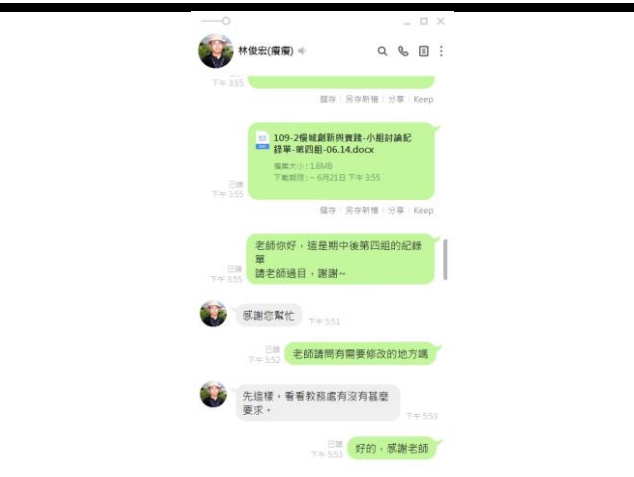 林俊宏(瘦瘦)
下午 3:55
儲存 | 另存新檔 | 分享 | Keep
109-2慢城創新與實踐-小組討論紀
錄單-第四組-06.14.docx
檔案大小 : 1.6MB
下載期限 : ~ 6月21日 下午 3:55
已讀
下午 3:55
儲存 | 另存新檔 | 分享 | Keep
老師你好，這是期中後第四組的紀錄
單
請老師過目，謝謝~
已讀
下午 3:55
感謝您幫忙
下午 5:51
已讀
下午 5:52
老師請問有需要修改的地方嗎
先這樣，看看教務處有沒有甚麼
要求。
下午 5:53
已讀
下午 5:53
好的，感謝老師